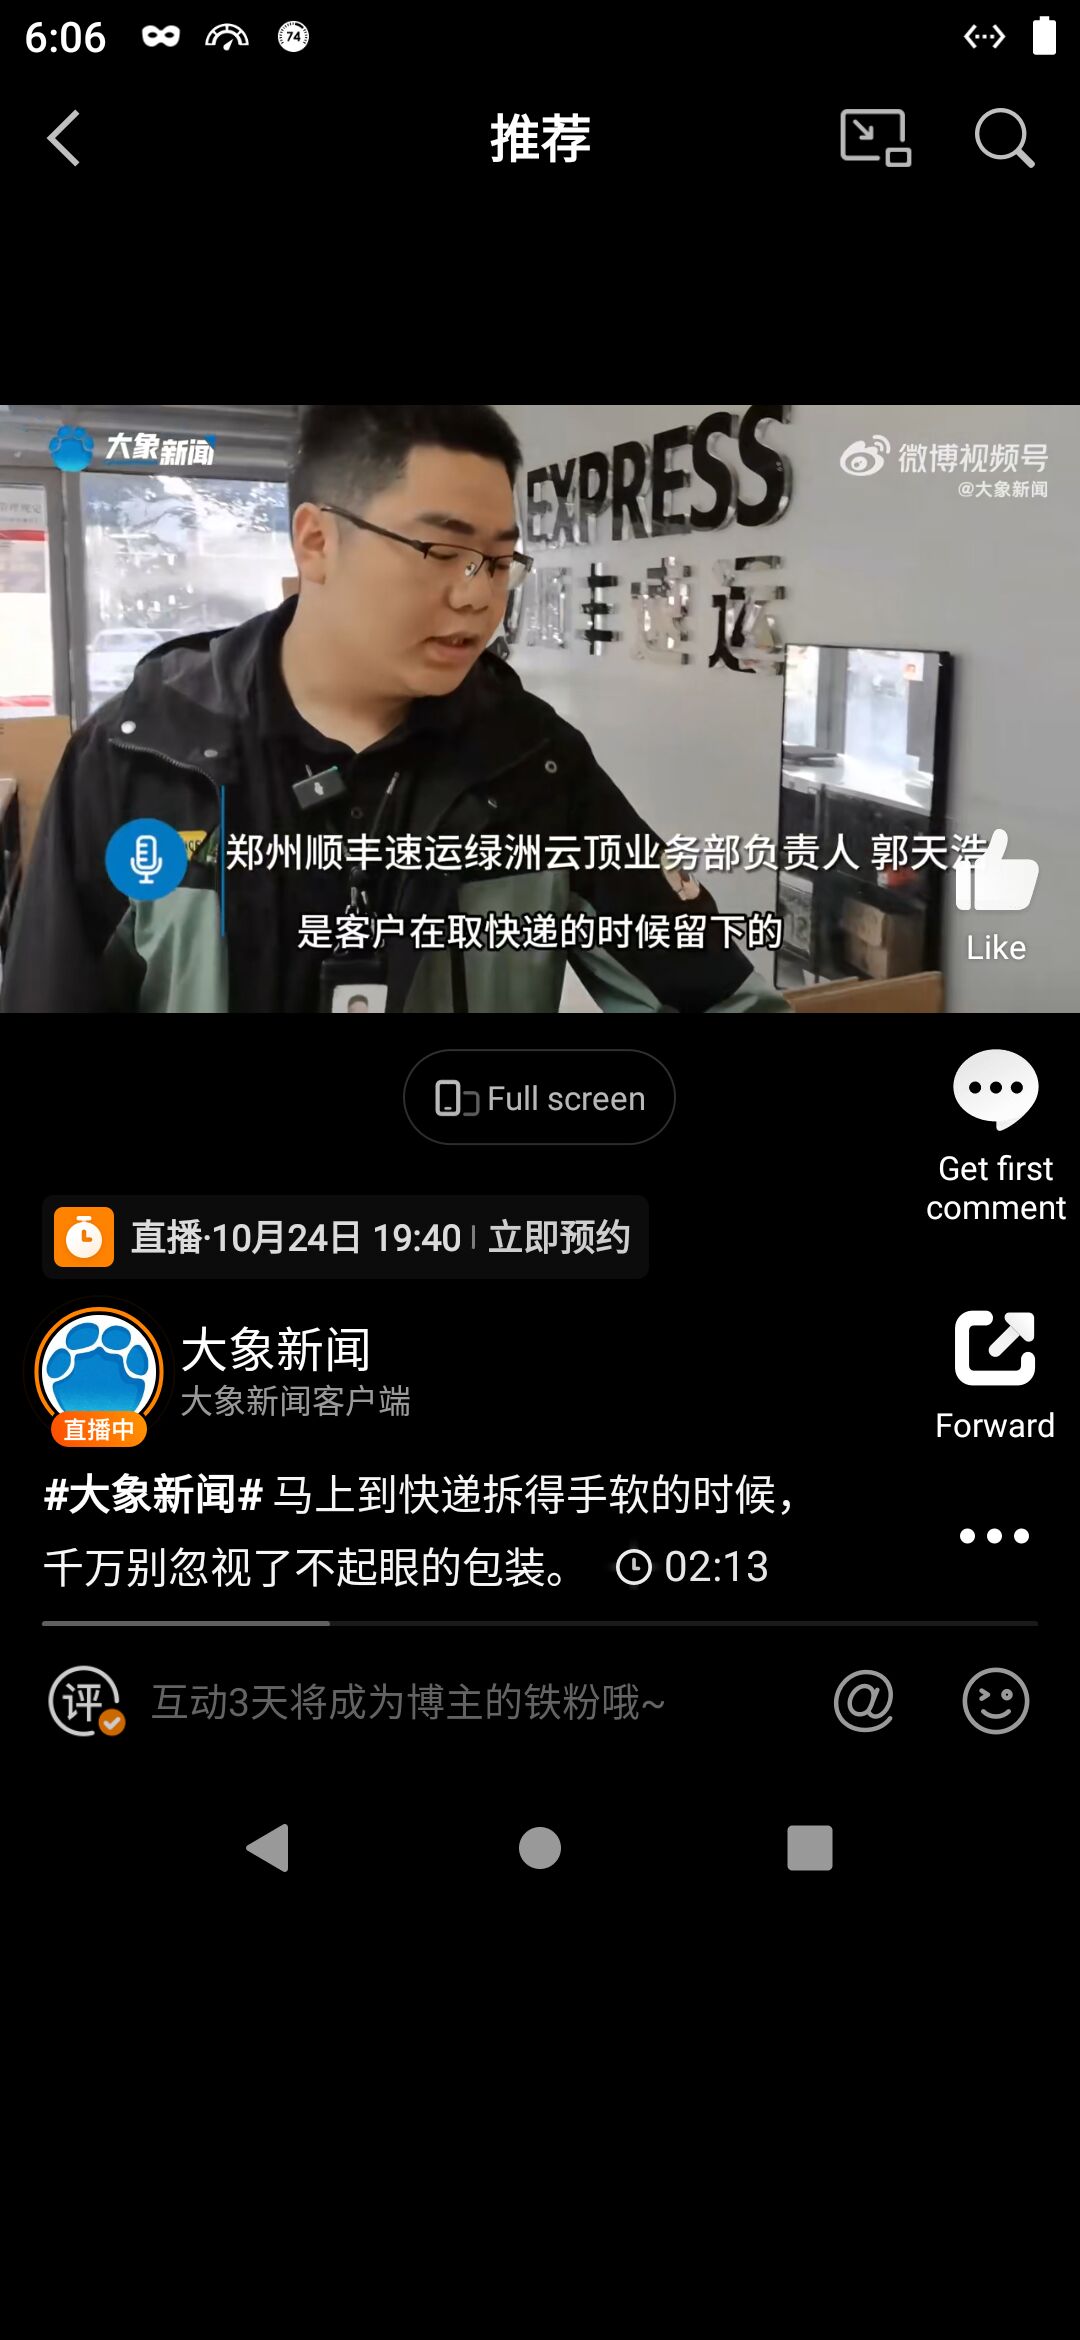 6:06
74
推荐
大象新闻
EXPRESS
微博视频号
@大象新闻
顺丰速运
郑州顺丰速运绿洲云顶业务部负责人 郭天浩
是客户在取快递的时候留下的
Like
Full screen
Get first
comment
直播·10月24日 19:40 | 立即预约
大象新闻
大象新闻客户端
直播中
Forward
#大象新闻# 马上到快递拆得手软的时候，
千万别忽视了不起眼的包装。 02:13
评 互动3天将成为博主的铁粉哦~